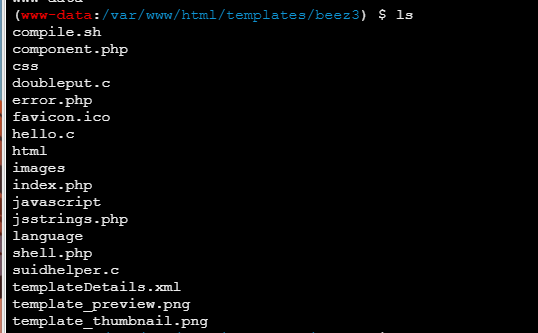 (www-data:/var/www/html/templates/beez3) $ ls
compile.sh
component.php
css
doubleput.c
error.php
favicon.ico
hello.c
html
images
index.php
javascript
jsstrings.php
language
shell.php
suidhelper.c
templateDetails.xml
template_preview.png
template_thumbnail.png